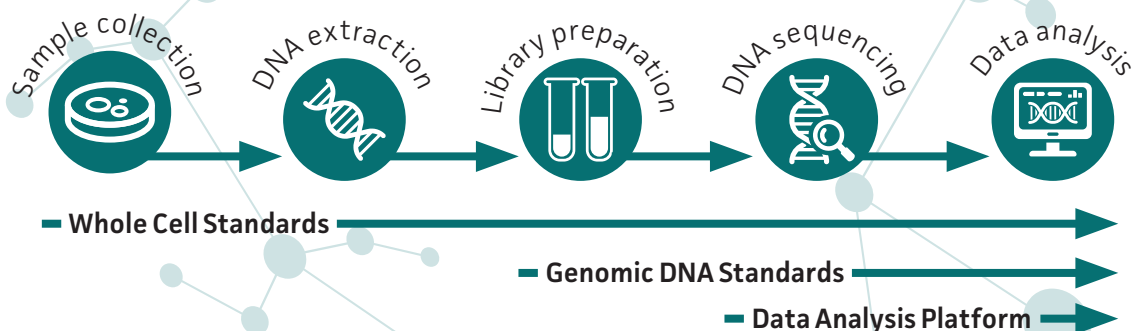 Sample collection
DNA extraction
Library preparation
DNA sequencing
Data analysis
Whole Cell Standards
Genomic DNA Standards
Data Analysis Platform